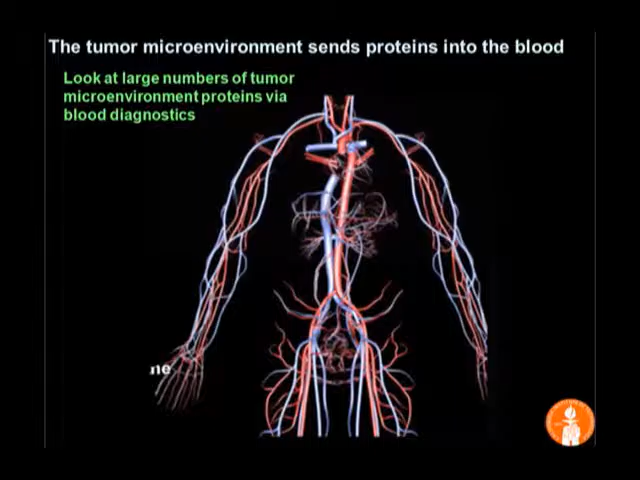 The tumor microenvironment sends proteins into the blood
Look at large numbers of tumor
microenvironment proteins via
blood diagnostics
ne